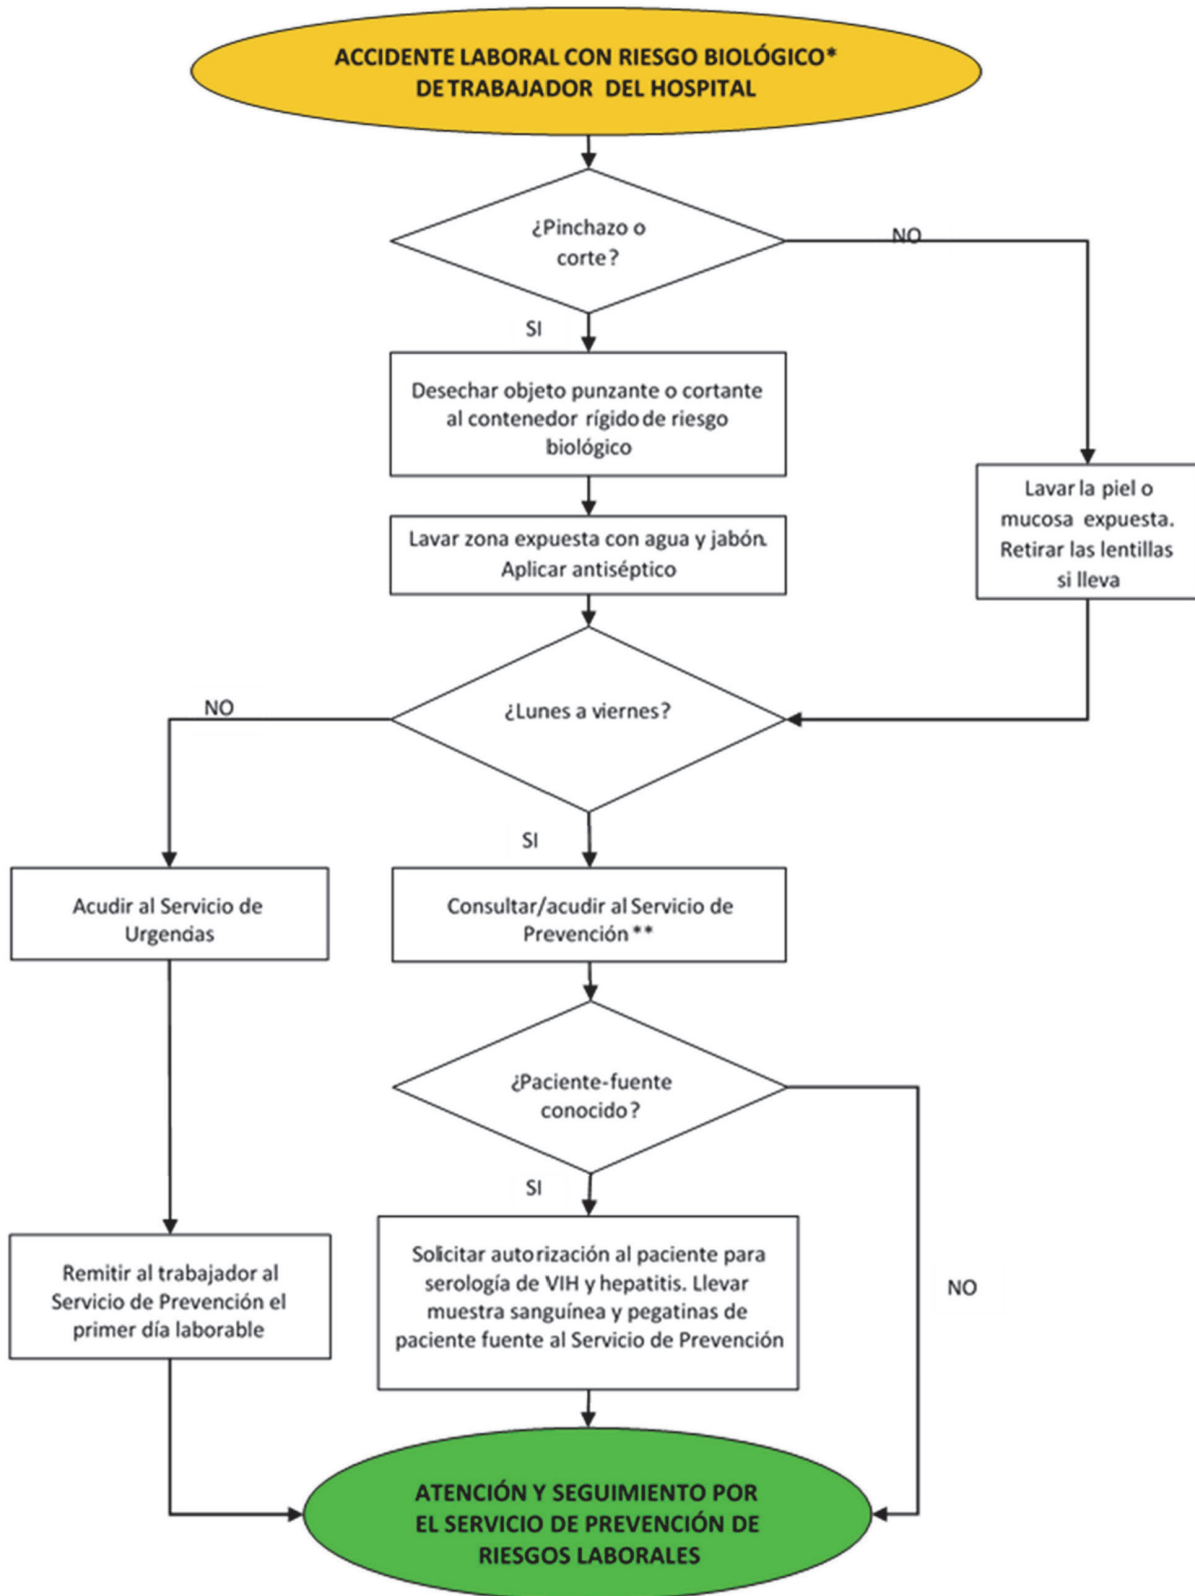 ACCIDENTE LABORAL CON RIESGO BIOLÓGICO*
DE TRABAJADOR DEL HOSPITAL
¿Pinchazo o
corte?
NO
SI
Desechar objeto punzante o cortante
al contenedor rígido de riesgo
biológico
Lavar la piel o
mucosa expuesta.
Retirar las lentillas
si lleva
Lavar zona expuesta con agua y jabón.
Aplicar antiséptico
¿Lunes a viernes?
NO
SI
Acudir al Servicio de
Urgencias
Consultar/acudir al Servicio de
Prevención **
¿Paciente-fuente
conocido?
SI
NO
Remitir al trabajador al
Servicio de Prevención el
primer día laborable
Solicitar autorización al paciente para
serología de VIH y hepatitis. Llevar
muestra sanguínea y pegatinas de
paciente fuente al Servicio de Prevención
ATENCIÓN Y SEGUIMIENTO POR
EL SERVICIO DE PREVENCIÓN DE
RIESGOS LABORALES